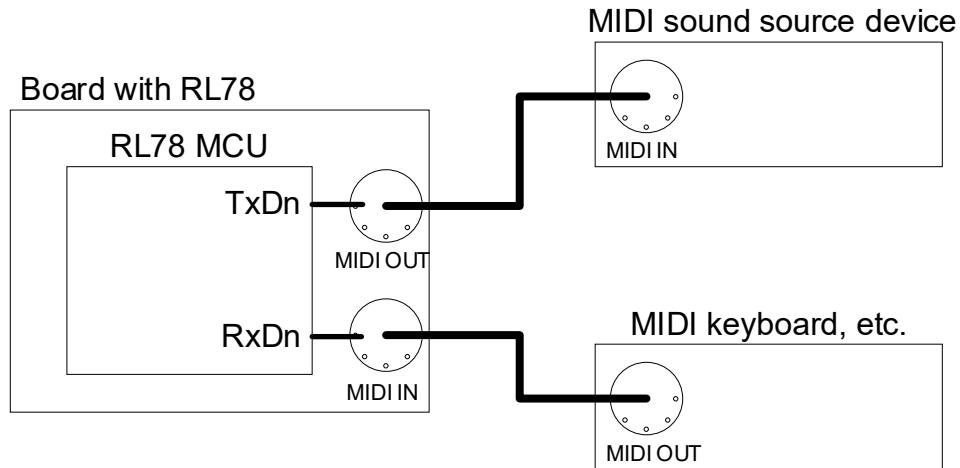 MIDI sound source device
MIDI IN
Board with RL78
RL78 MCU
TxDn
MIDI OUT
RxDn
MIDI IN
MIDI keyboard, etc.
MIDI OUT